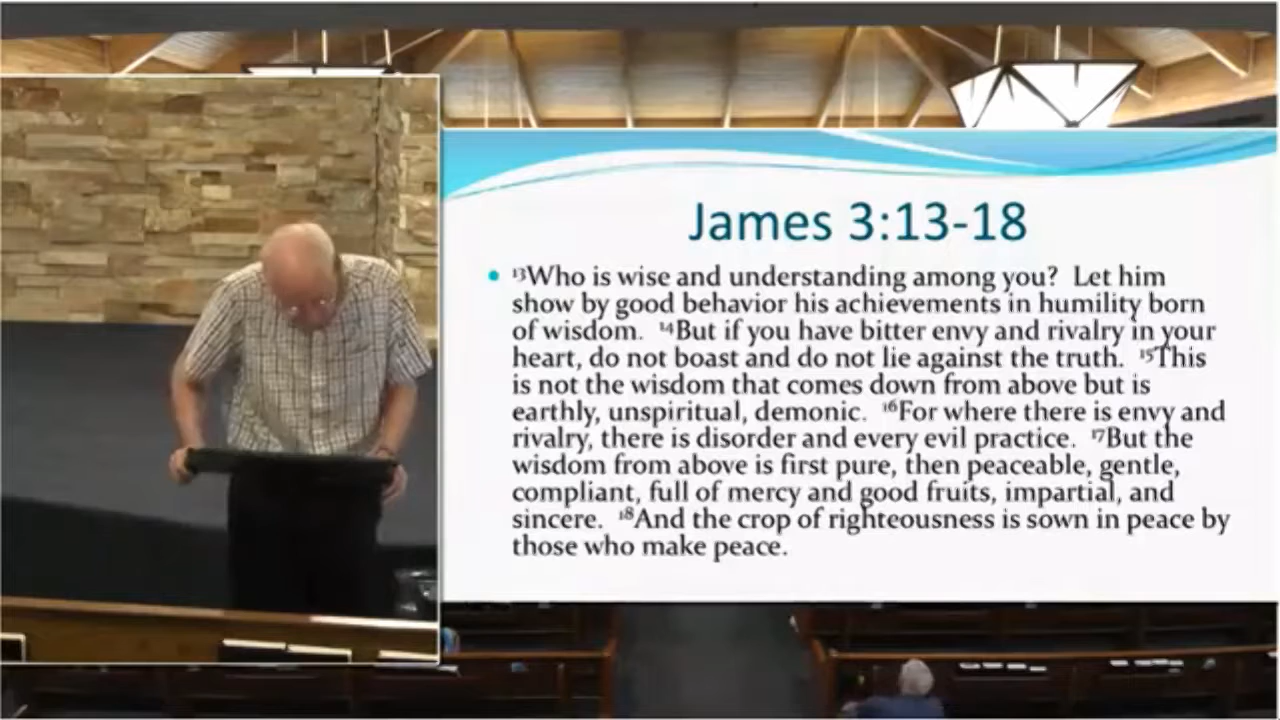 James 3:13-18
• ¹³Who is wise and understanding among you? Let him
show by good behavior his achievements in humility born
of wisdom. ¹⁴But if you have bitter envy and rivalry in your
heart, do not boast and do not lie against the truth. ¹⁵This
is not the wisdom that comes down from above but is
earthly, unspiritual, demonic. ¹⁶For where there is envy and
rivalry, there is disorder and every evil practice. ¹⁷But the
wisdom from above is first pure, then peaceable, gentle,
compliant, full of mercy and good fruits, impartial, and
sincere. ¹⁸And the crop of righteousness is sown in peace by
those who make peace.